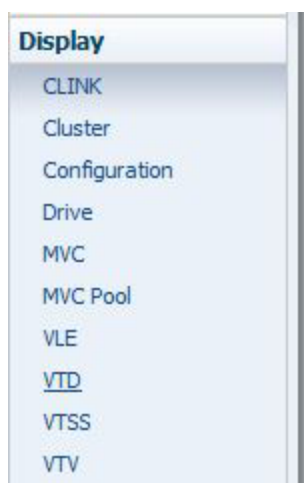 Display
CLINK
Cluster
Configuration
Drive
MVC
MVC Pool
VLE
VTD
VTSS
VTV